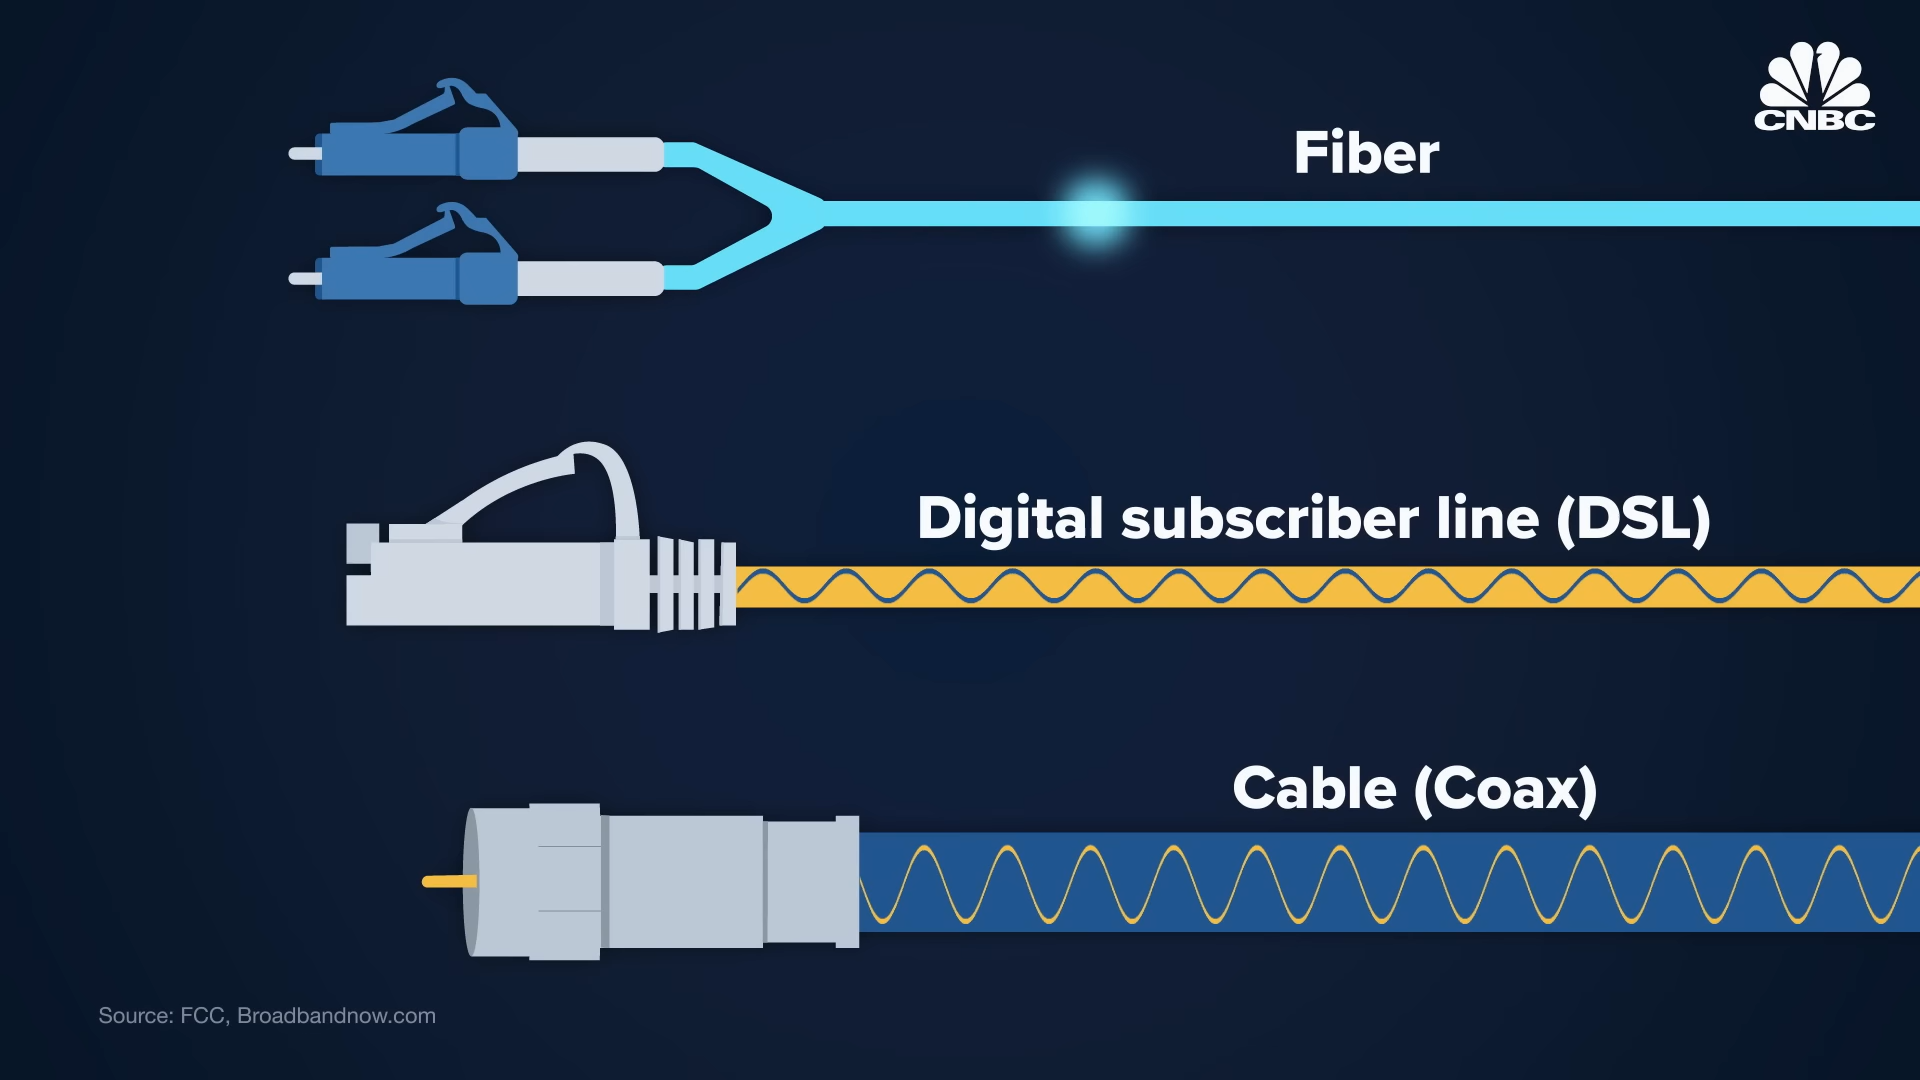 CNBC
Fiber
Digital subscriber line (DSL)
Cable (Coax)
Source: FCC, Broadbandnow.com